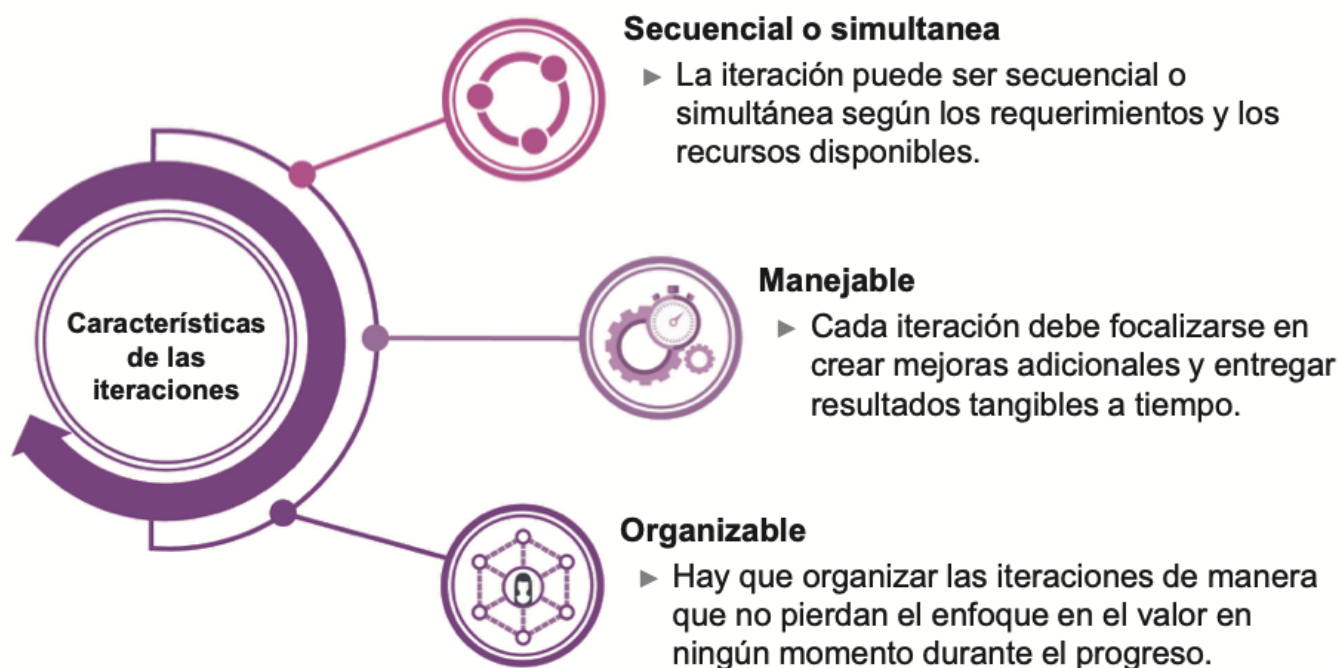 Secuencial o simultanea
► La iteración puede ser secuencial o
simultánea según los requerimientos y los
recursos disponibles.
Características
de las
iteraciones
Manejable
► Cada iteración debe focalizarse en
crear mejoras adicionales y entregar
resultados tangibles a tiempo.
Organizable
► Hay que organizar las iteraciones de manera
que no pierdan el enfoque en el valor en
ningún momento durante el progreso.